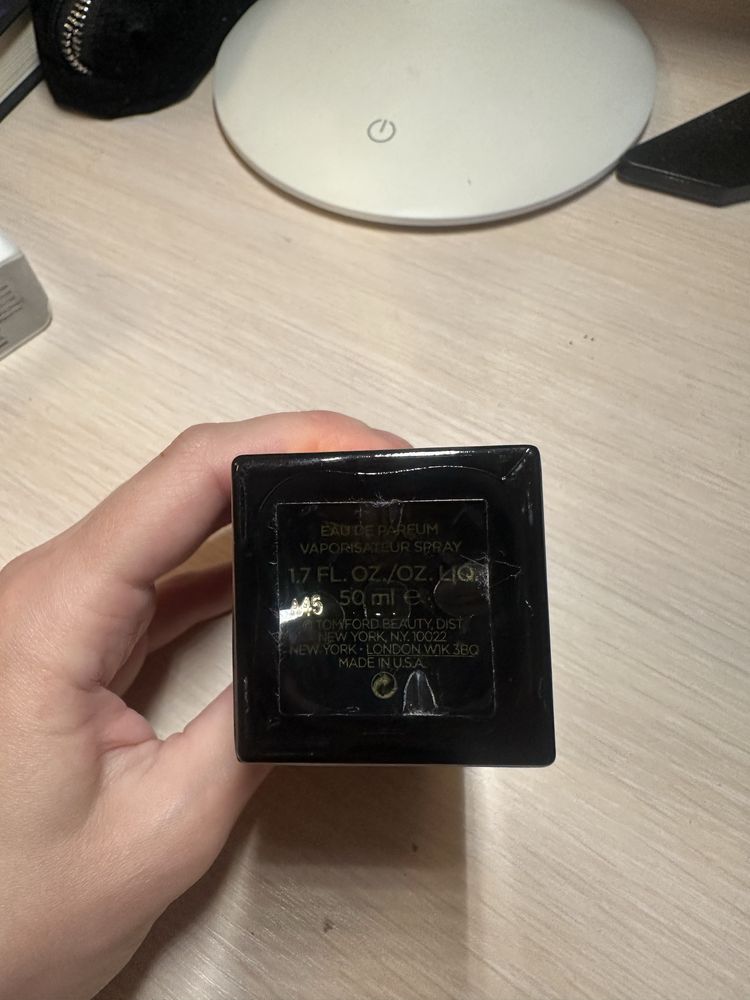 EAU DE PARFUM
VAPORISATEUR SPRAY
1.7 FL. OZ./OZ. LIQ.
50 ml e
A45
© TOM FORD BEAUTY, DIST.
NEW YORK, N.Y. 10022
NEW YORK · LONDON W1K 3BQ
MADE IN U.S.A.